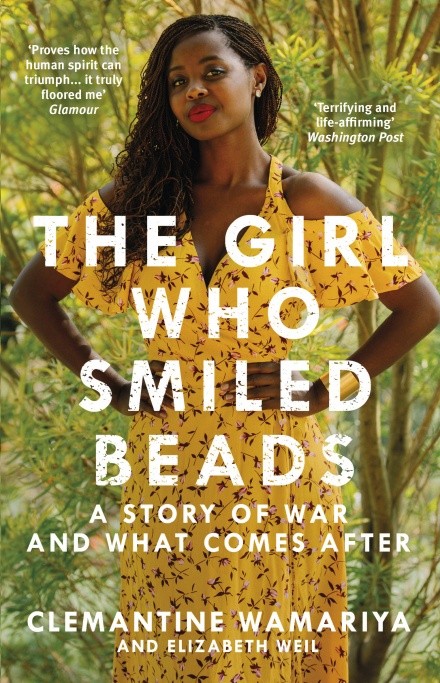 ‘Proves how the
human spirit can
triumph... it truly
floored me’
Glamour
‘Terrifying and
life-affirming’
Washington Post
THE GIRL
WHO
SMILED
BEADS
A STORY OF WAR
AND WHAT COMES AFTER
CLEMANTINE WAMARIYA
AND ELIZABETH WEIL